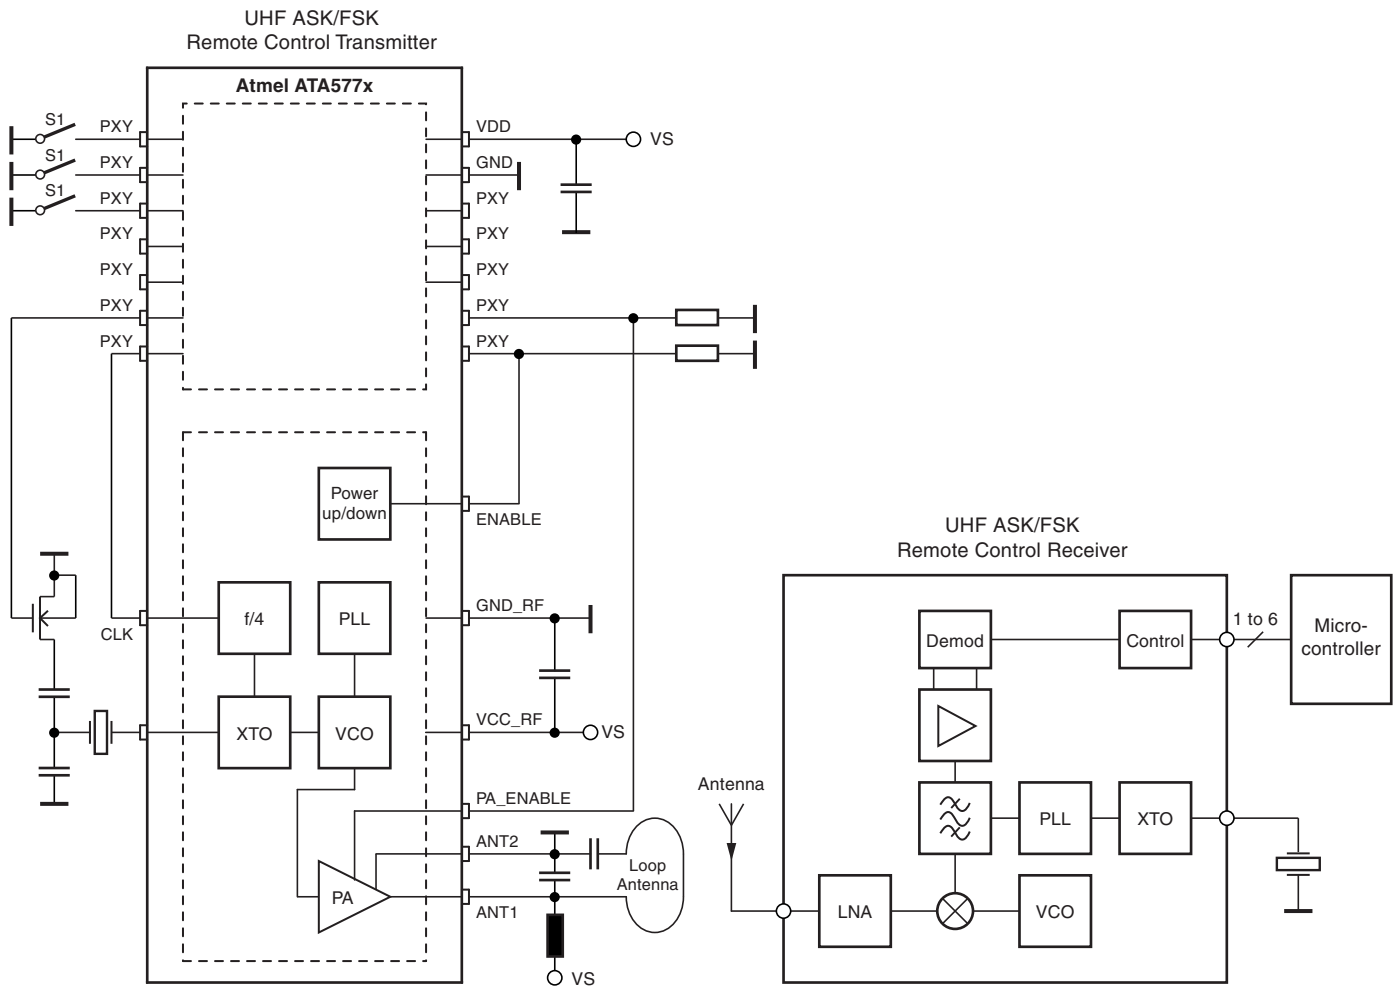 UHF ASK/FSK
Remote Control Transmitter
Atmel ATA577x
S1
PXY
S1
PXY
S1
PXY
PXY
PXY
PXY
PXY
VDD
VS
GND
PXY
PXY
PXY
PXY
PXY
Power
up/down
ENABLE
f/4
PLL
CLK
GND_RF
XTO
VCO
VCC_RF
VS
PA_ENABLE
ANT2
Loop
Antenna
PA
ANT1
VS
UHF ASK/FSK
Remote Control Receiver
Demod
Control
1 to 6
Micro-
controller
Antenna
PLL
XTO
LNA
VCO